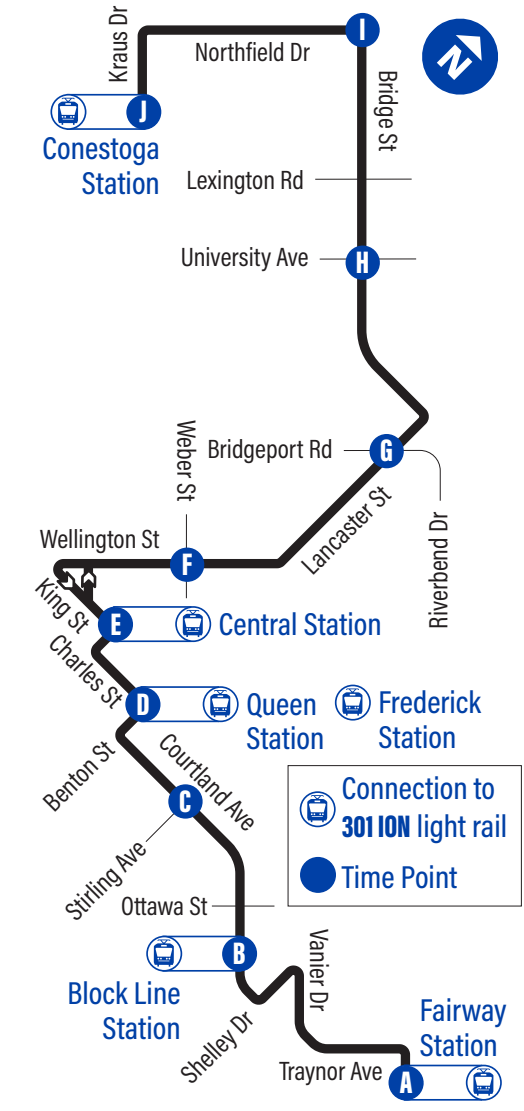 I
N
Kraus Dr
Northfield Dr
Bridge St
J
Conestoga
Station
Lexington Rd
University Ave
H
Weber St
Bridgeport Rd
G
Lancaster St
Riverbend Dr
Wellington St
F
King St
E
Central Station
Charles St
D
Queen
Station
Frederick
Station
Benton St
Courtland Ave
C
Stirling Ave
Connection to
301 ION light rail
Time Point
Ottawa St
B
Block Line
Station
Shelley Dr
Vanier Dr
Fairway
Station
Traynor Ave
A